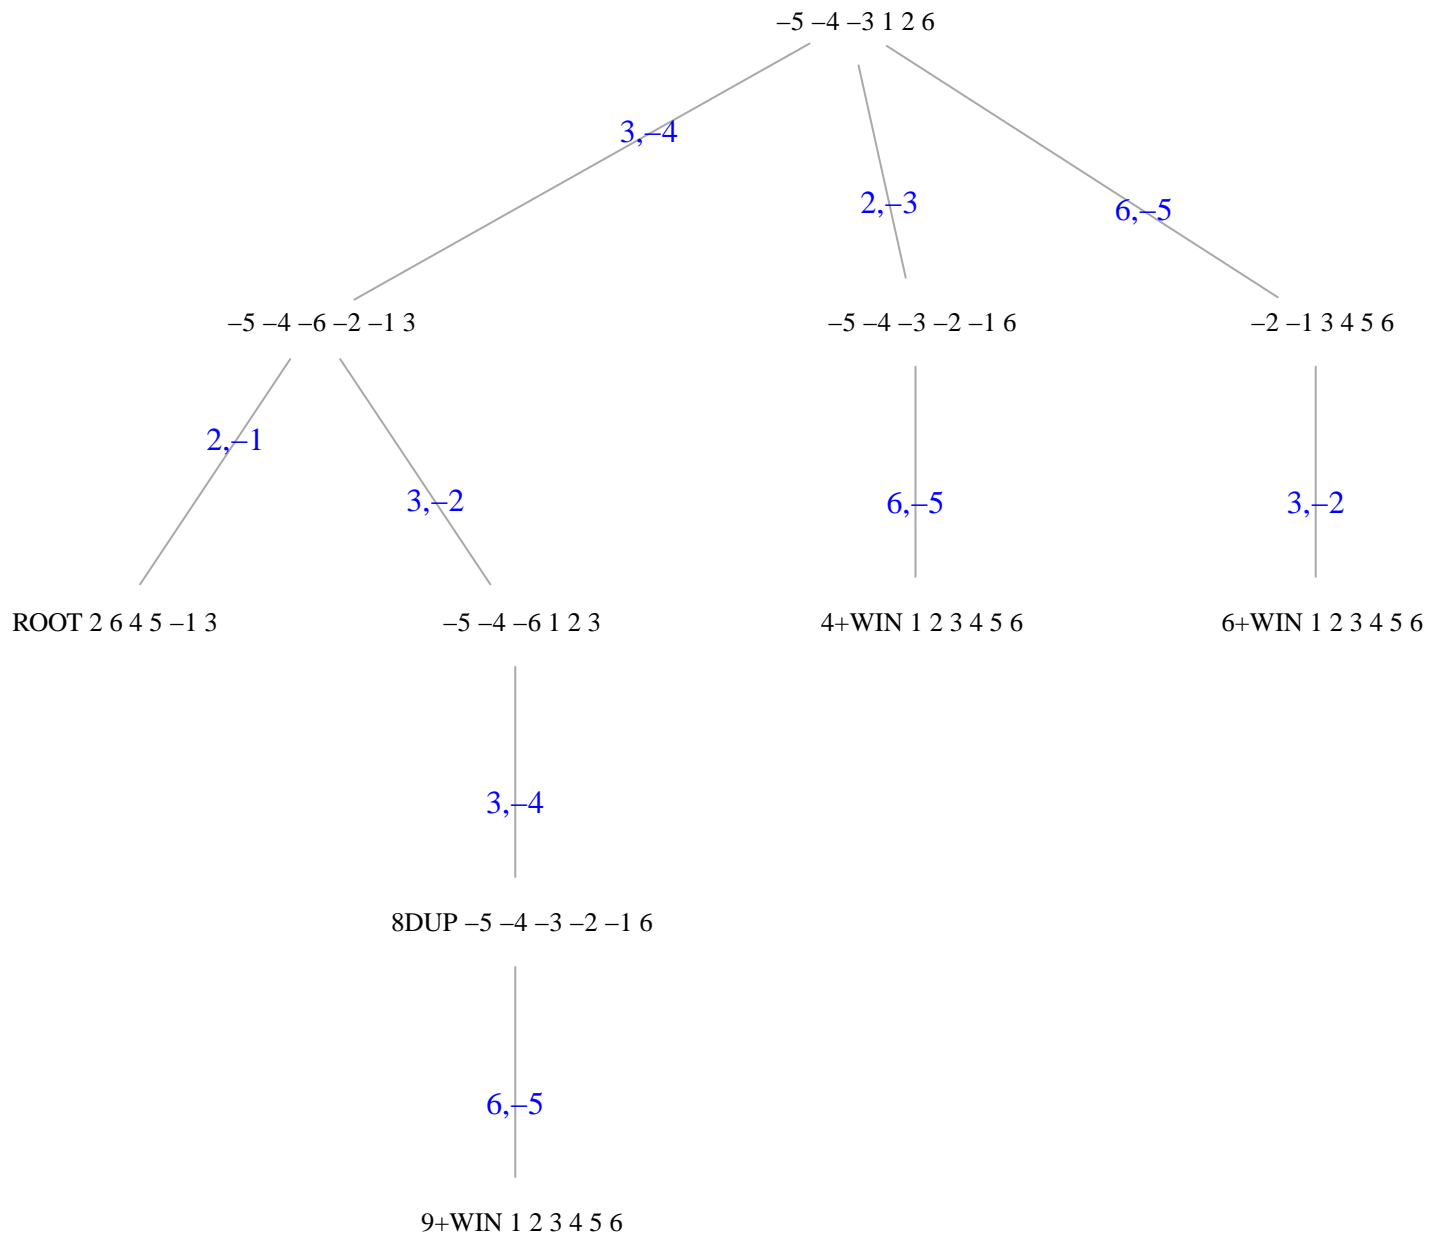 –5 –4 –3 1 2 6
3,–4
2,–3
6,–5
–5 –4 –6 –2 –1 3
–5 –4 –3 –2 –1 6
–2 –1 3 4 5 6
2,–1
3,–2
6,–5
3,–2
ROOT 2 6 4 5 –1 3
–5 –4 –6 1 2 3
4+WIN 1 2 3 4 5 6
6+WIN 1 2 3 4 5 6
3,–4
8DUP –5 –4 –3 –2 –1 6
6,–5
9+WIN 1 2 3 4 5 6